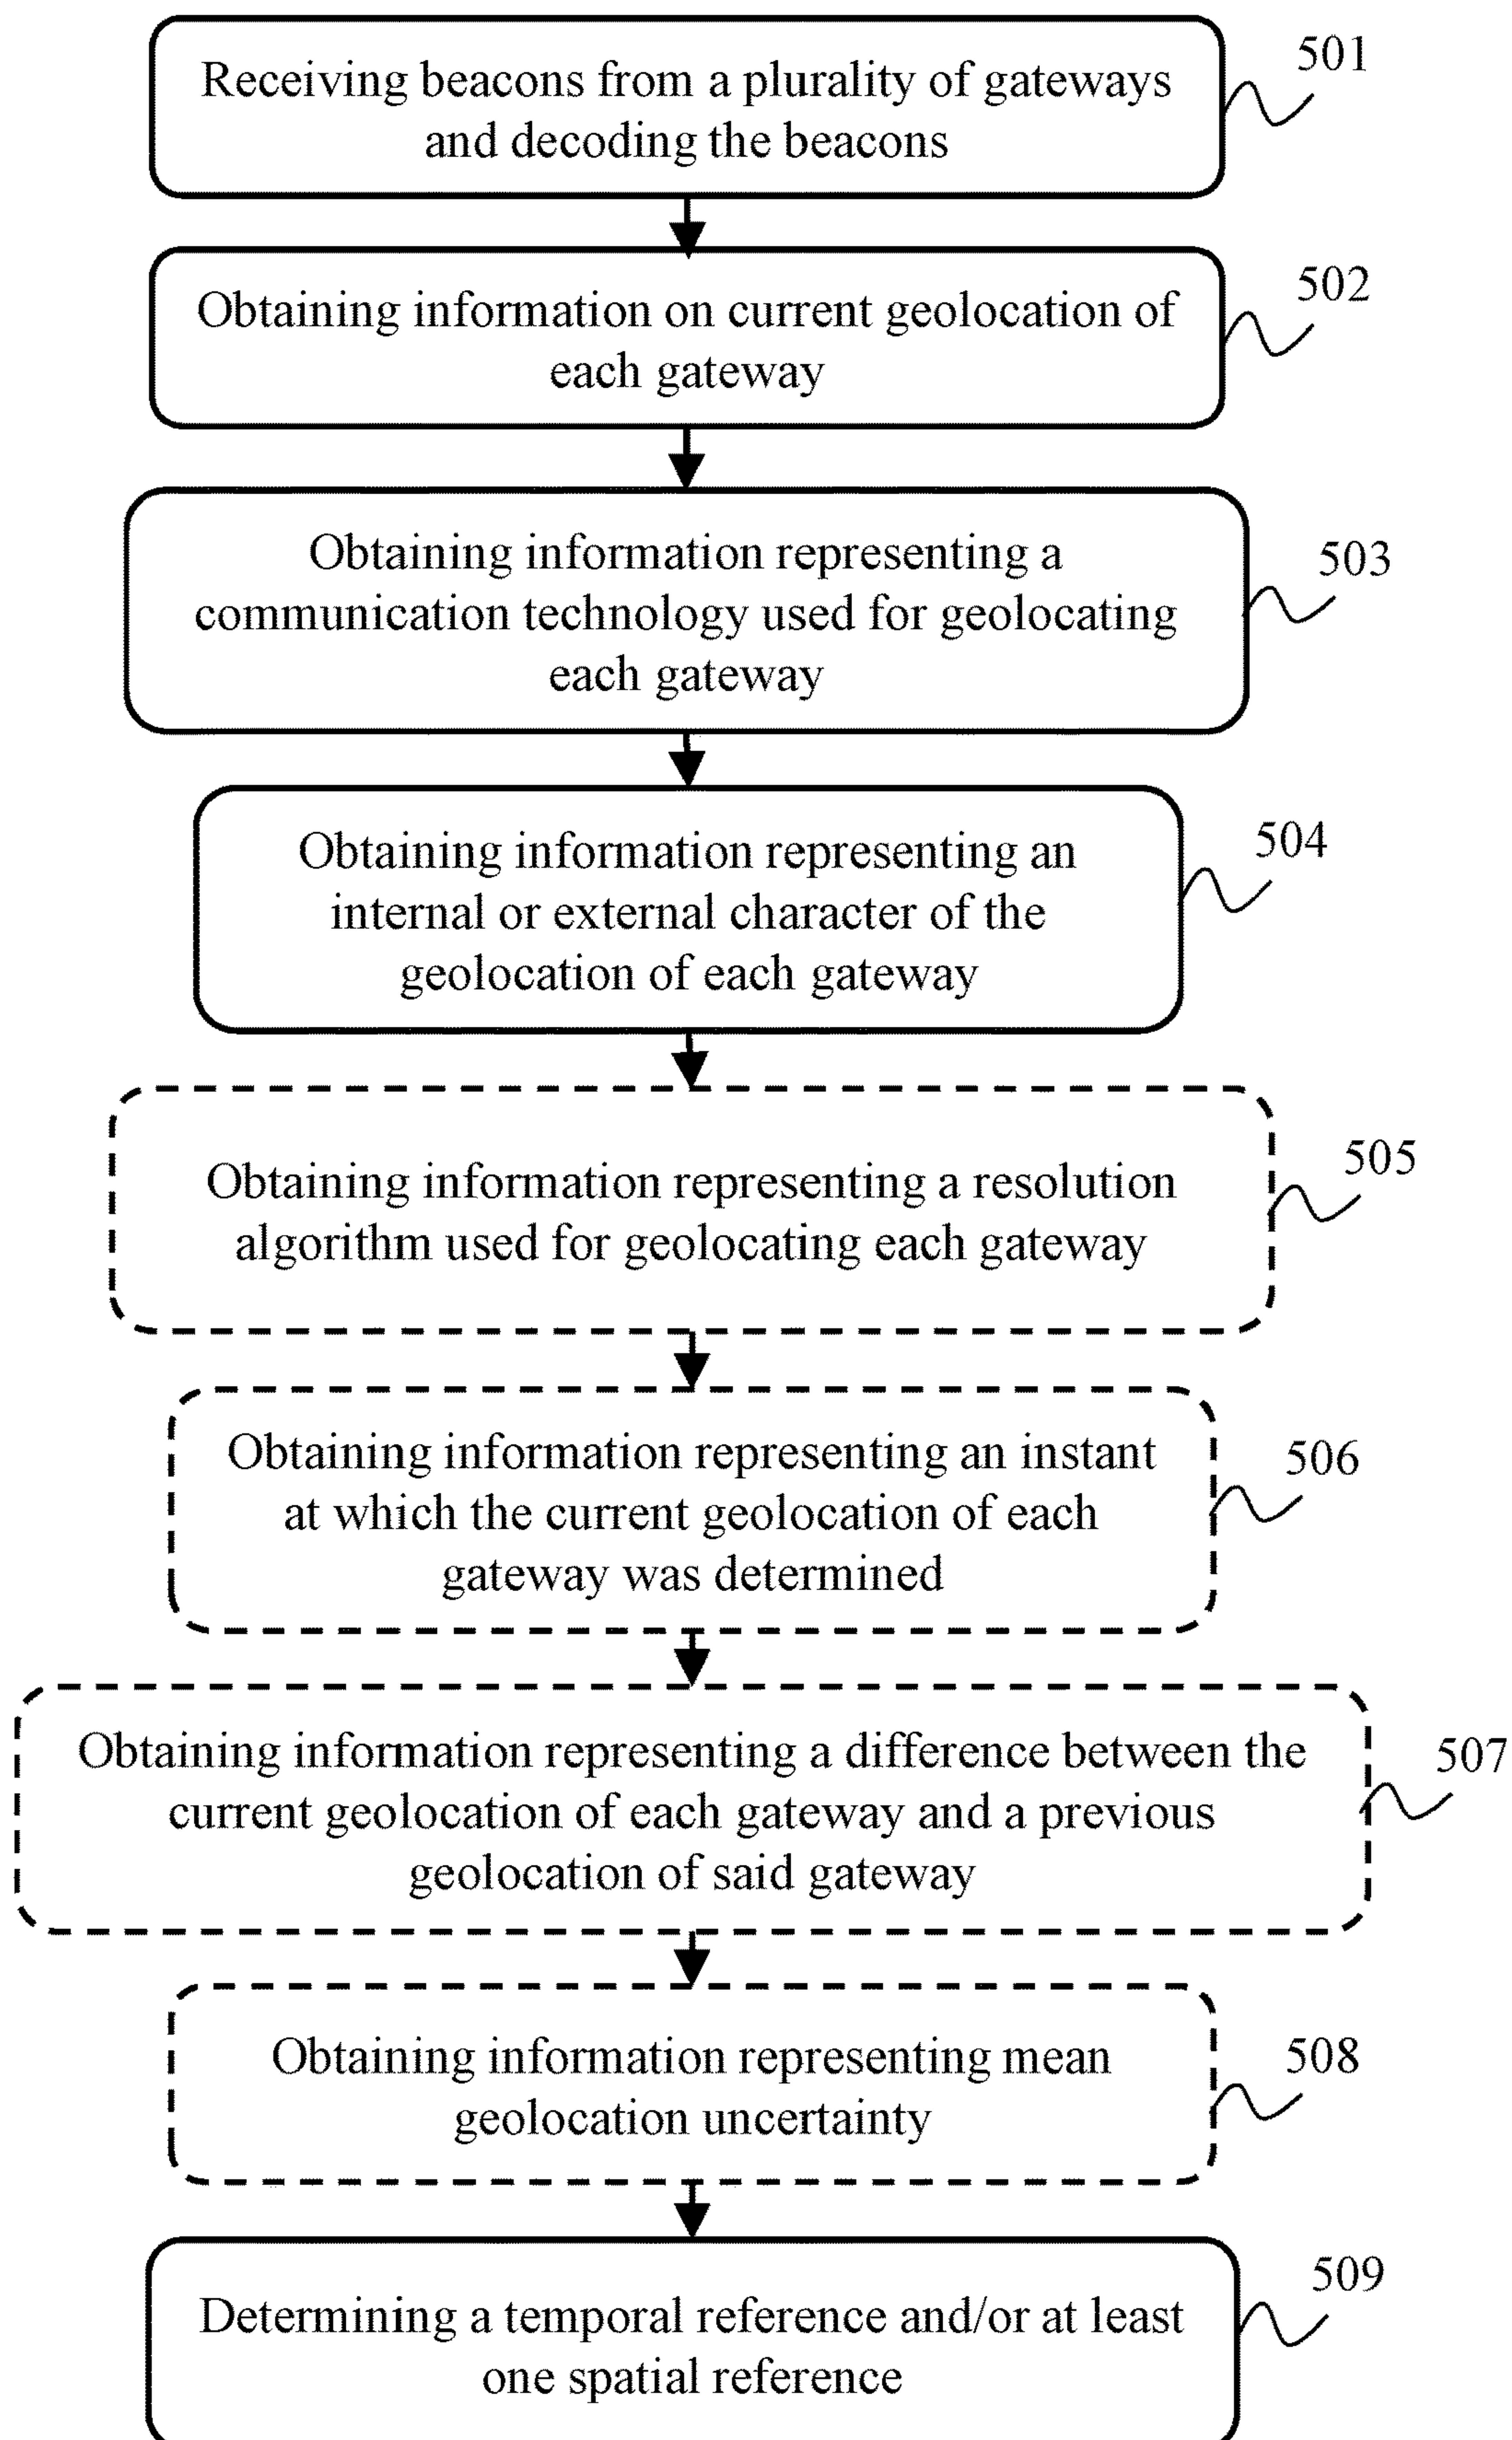 Receiving beacons from a plurality of gateways
and decoding the beacons
501
Obtaining information on current geolocation of
each gateway
502
Obtaining information representing a
communication technology used for geolocating
each gateway
503
Obtaining information representing an
internal or external character of the
geolocation of each gateway
504
Obtaining information representing a resolution
algorithm used for geolocating each gateway
505
Obtaining information representing an instant
at which the current geolocation of each
gateway was determined
506
Obtaining information representing a difference between the
current geolocation of each gateway and a previous
geolocation of said gateway
507
Obtaining information representing mean
geolocation uncertainty
508
Determining a temporal reference and/or at least
one spatial reference
509